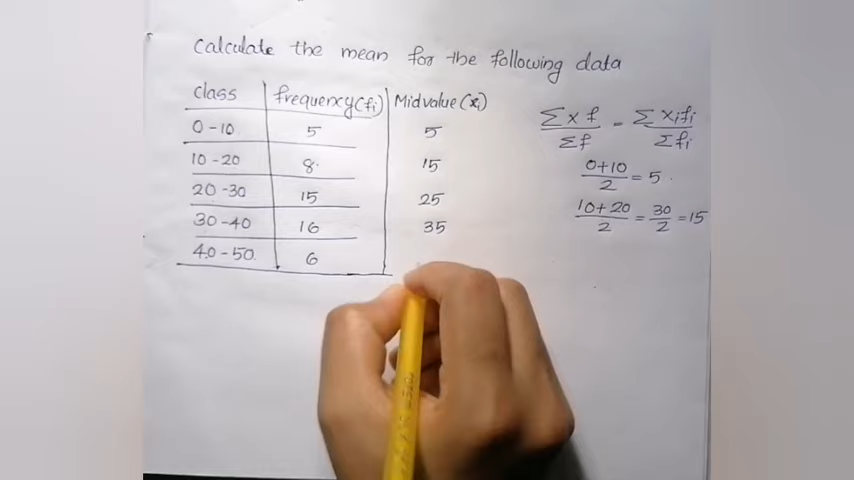 Calculate the mean for the following data
class frequency(fi) Midvalue(xi)
0-10 5 5
10-20 8 15
20-30 15 25
30-40 16 35
40-50 6
Σxf/Σf = Σxifi/Σfi
0+10/2 = 5
10+20/2 = 30/2 = 15